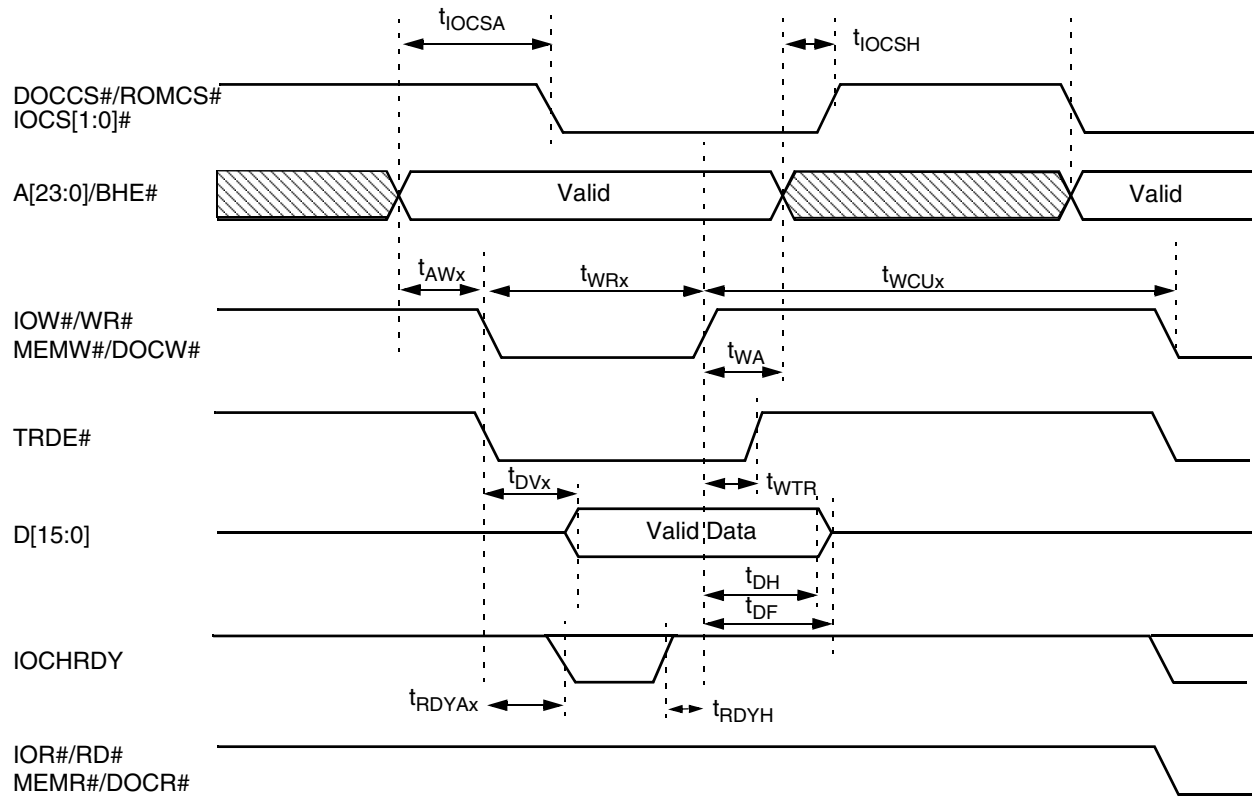 tIOCSA
tIOCSH
DOCCS#/ROMCS#
IOCS[1:0]#
A[23:0]/BHE#
Valid
Valid
tAWx
tWRx
tWCUx
IOW#/WR#
MEMW#/DOCW#
tWA
TRDE#
tDVx
tWTR
D[15:0]
Valid Data
tDH
tDF
IOCHRDY
tRDYAx
tRDYH
IOR#/RD#
MEMR#/DOCR#